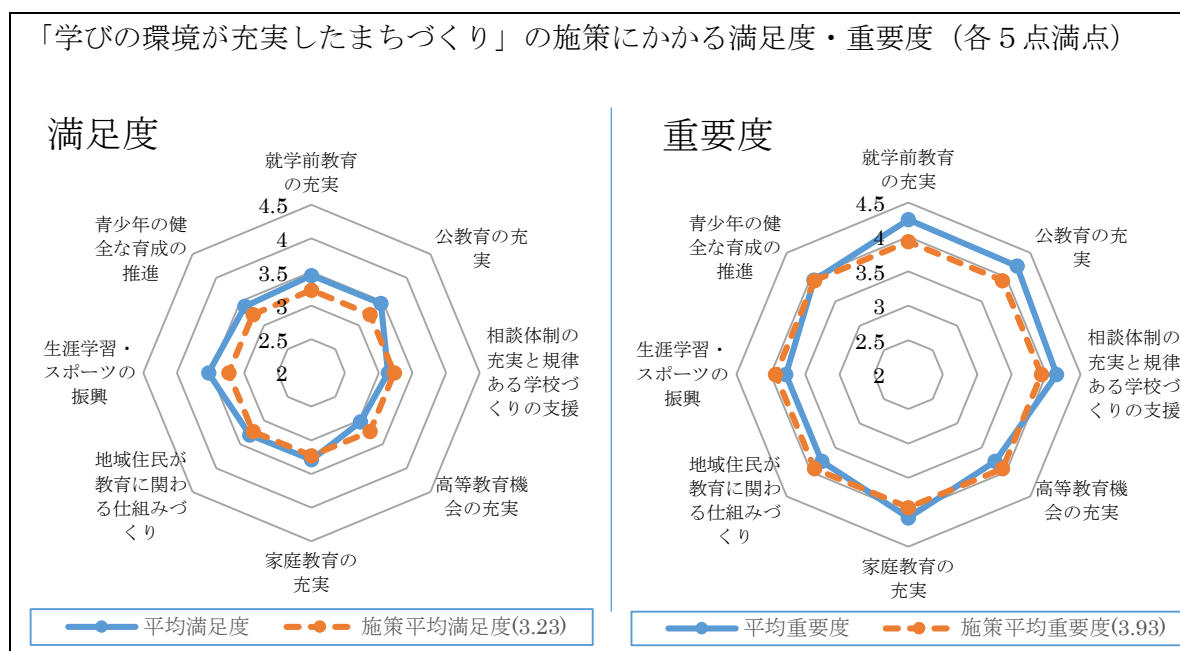 「学びの環境が充実したまちづくり」の施策にかかる満足度・重要度（各５点満点）
満足度
就学前教育
の充実
公教育の充
実
相談体制の
充実と規律
ある学校づ
くりの支援
高等教育機
会の充実
家庭教育の
充実
地域住民が
教育に関わ
る仕組みづ
くり
生涯学習・
スポーツの
振興
青少年の健
全な育成の
推進
4.5
4
3.5
3
2.5
2
平均満足度
施策平均満足度(3.23)
重要度
就学前教育
の充実
公教育の充
実
相談体制の
充実と規律
ある学校づ
くりの支援
高等教育機
会の充実
家庭教育の
充実
地域住民が
教育に関わ
る仕組みづ
くり
生涯学習・
スポーツの
振興
青少年の健
全な育成の
推進
4.5
4
3.5
3
2.5
2
平均重要度
施策平均重要度(3.93)